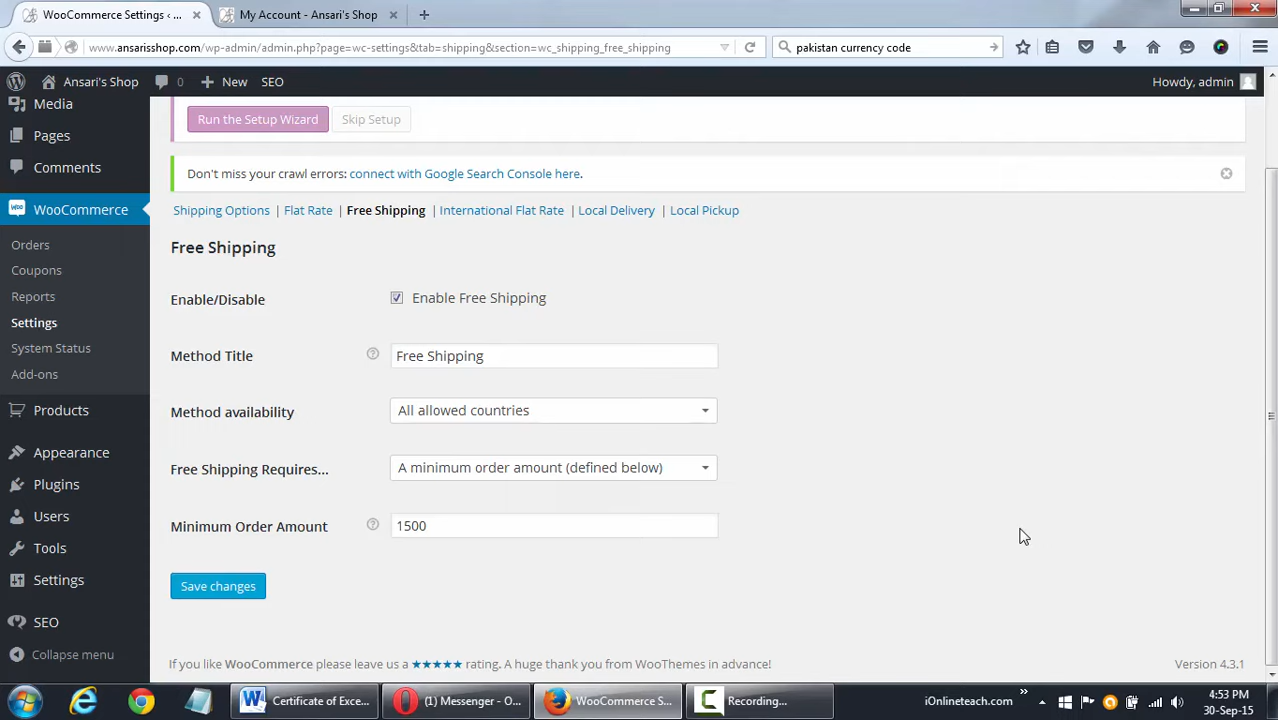 WooCommerce Settings ‹ ...
My Account - Ansari's Shop
www.ansarisshop.com/wp-admin/admin.php?page=wc-settings&tab=shipping&section=wc_shipping_free_shipping
pakistan currency code
Ansari's Shop
0
New
SEO
Howdy, admin
Media
Pages
Comments
WooCommerce
Orders
Coupons
Reports
Settings
System Status
Add-ons
Products
Appearance
Plugins
Users
Tools
Settings
SEO
Collapse menu
Run the Setup Wizard
Skip Setup
Don't miss your crawl errors: connect with Google Search Console here.
Shipping Options | Flat Rate | Free Shipping | International Flat Rate | Local Delivery | Local Pickup
Free Shipping
Enable/Disable
Enable Free Shipping
Method Title
Free Shipping
Method availability
All allowed countries
Free Shipping Requires...
A minimum order amount (defined below)
Minimum Order Amount
1500
Save changes
If you like WooCommerce please leave us a ★★★★★ rating. A huge thank you from WooThemes in advance!
Version 4.3.1
Certificate of Exce...
(1) Messenger - O...
WooCommerce S...
Recording...
iOnlineteach.com
4:53 PM
30-Sep-15